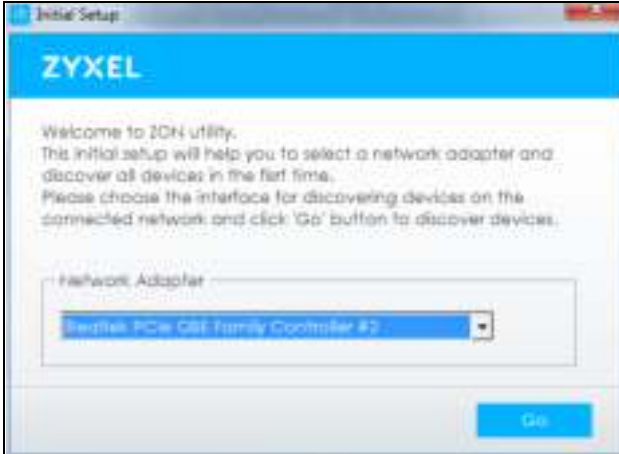 Initial Setup
ZYXEL
Welcome to ZON utility.
This initial setup will help you to select a network adapter and
discover all devices in the fisrt time.
Please choose the interface for discovering devices on the
connected network and click 'Go' button to discover devices.
Network Adapter
Realtek PCIe GBE Family Controller #2
Go